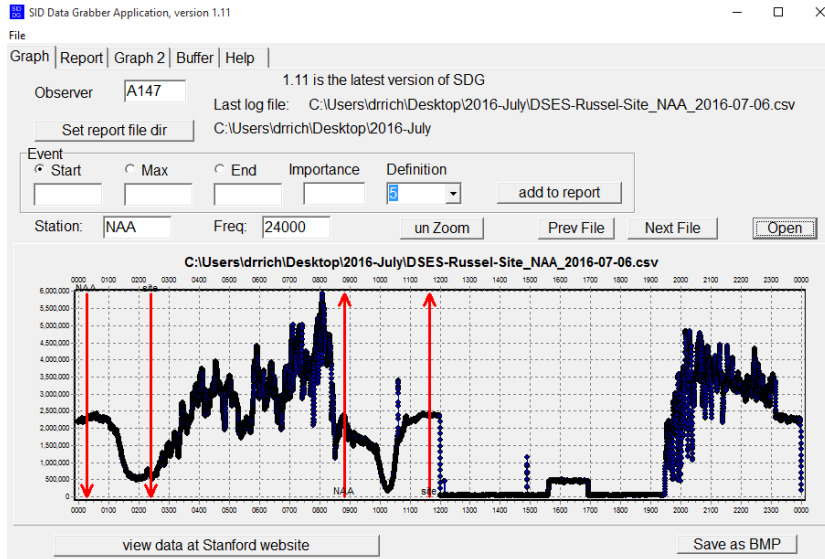 SID DG SID Data Grabber Application, version 1.11
File
Graph Report Graph 2 Buffer Help
Observer A147 1.11 is the latest version of SDG
Last log file: C:\Users\drrich\Desktop\2016-July\DSES-Russel-Site_NAA_2016-07-06.csv
Set report file dir C:\Users\drrich\Desktop\2016-July
Event
Start Max End Importance Definition
5 add to report
Station: NAA Freq: 24000 un Zoom Prev File Next File Open
C:\Users\drrich\Desktop\2016-July\DSES-Russel-Site_NAA_2016-07-06.csv
0000 0100 0200 0300 0400 0500 0600 0700 0800 0900 1000 1100 1200 1300 1400 1500 1600 1700 1800 1900 2000 2100 2200 2300 0000
NAA site
6,000,000
5,500,000
5,000,000
4,500,000
4,000,000
3,500,000
3,000,000
2,500,000
2,000,000
1,500,000
1,000,000
500,000
NAA site
0
0000 0100 0200 0300 0400 0500 0600 0700 0800 0900 1000 1100 1200 1300 1400 1500 1600 1700 1800 1900 2000 2100 2200 2300 0000
view data at Stanford website Save as BMP